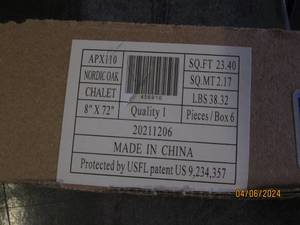 APX110
SQ.FT 23.40
NORDIC OAK
SQ.MT 2.17
CHALET
LBS 38.32
8" X 72"
Quality 1
Pieces / Box 6
20211206
MADE IN CHINA
Protected by USFL patent US 9,234,357
04/06/2024